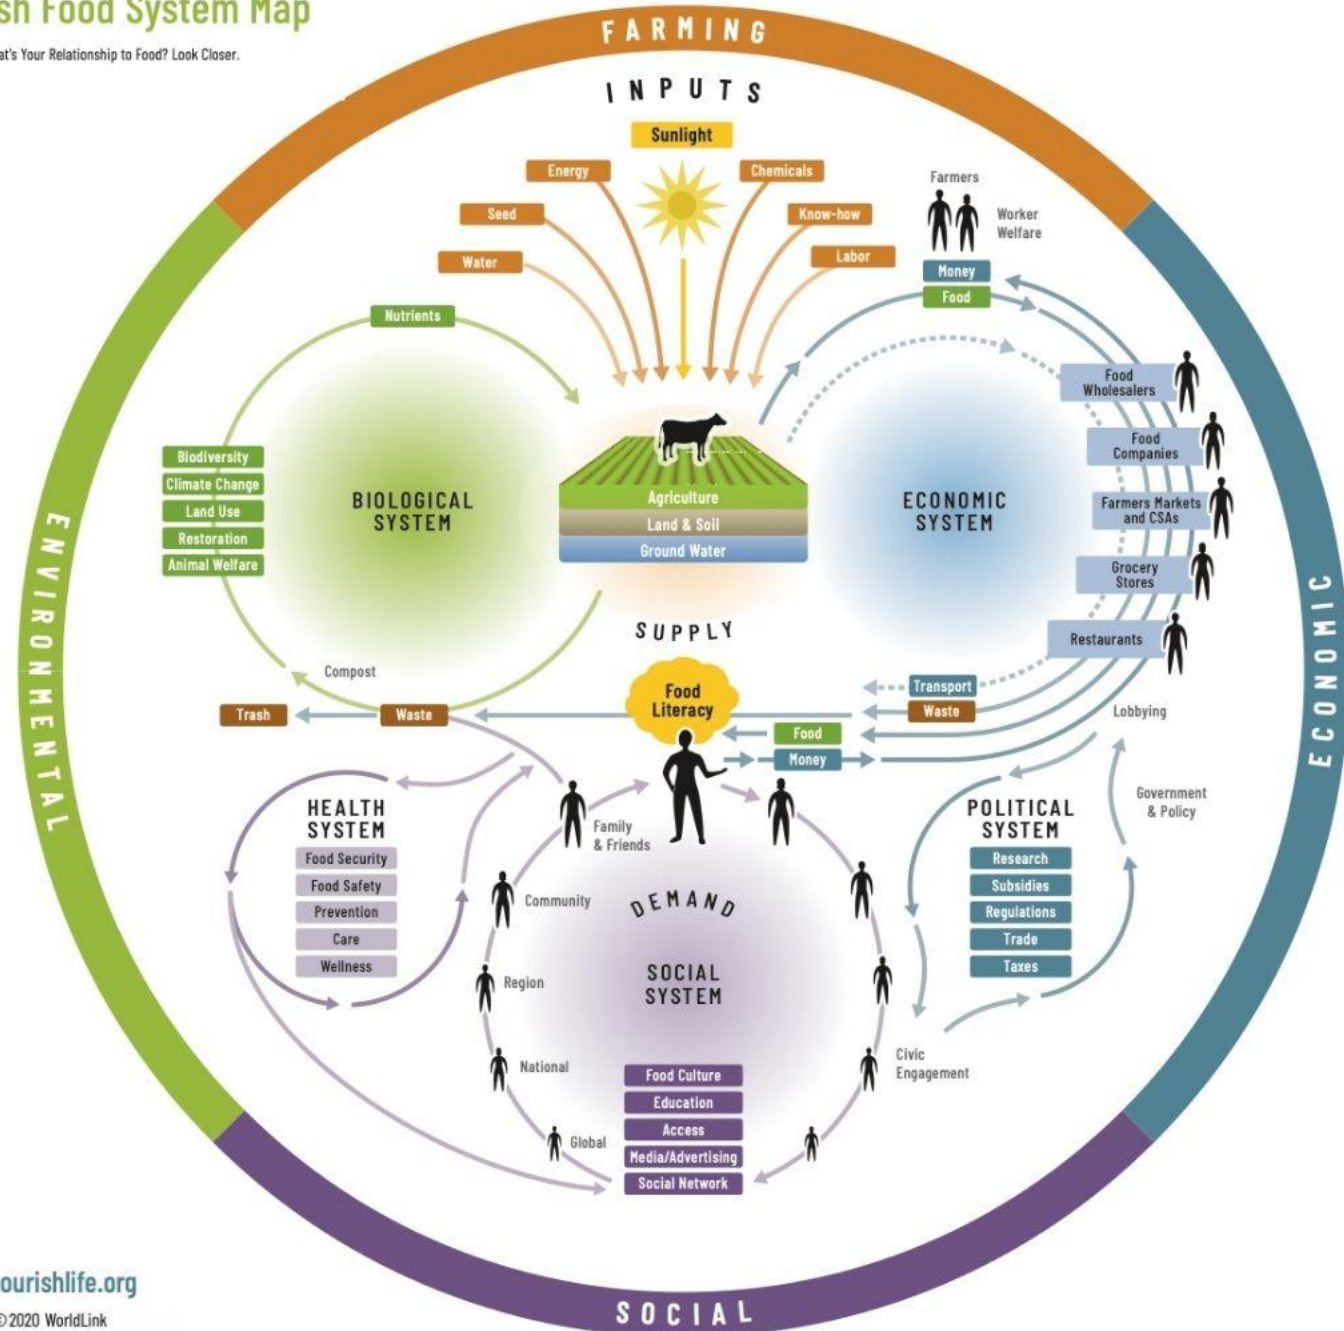 sh Food System Map
at's Your Relationship to Food? Look Closer.
FARMING
INPUTS
Sunlight
Energy
Chemicals
Seed
Know-how
Water
Labor
Farmers
Worker
Welfare
Money
Food
Nutrients
Food
Wholesalers
Food
Companies
Farmers Markets
and CSAs
Grocery
Stores
Restaurants
Biodiversity
Climate Change
Land Use
Restoration
Animal Welfare
BIOLOGICAL
SYSTEM
Agriculture
Land & Soil
Ground Water
ECONOMIC
SYSTEM
ENVIRONMENTAL
ECONOMIC
SUPPLY
Compost
Trash
Waste
Food
Literacy
Transport
Waste
Food
Money
Lobbying
Government
& Policy
HEALTH
SYSTEM
Food Security
Food Safety
Prevention
Care
Wellness
Family
& Friends
Community
Region
National
Global
DEMAND
SOCIAL
SYSTEM
Food Culture
Education
Access
Media/Advertising
Social Network
POLITICAL
SYSTEM
Research
Subsidies
Regulations
Trade
Taxes
Civic
Engagement
SOCIAL
ourishlife.org
©2020 WorldLink